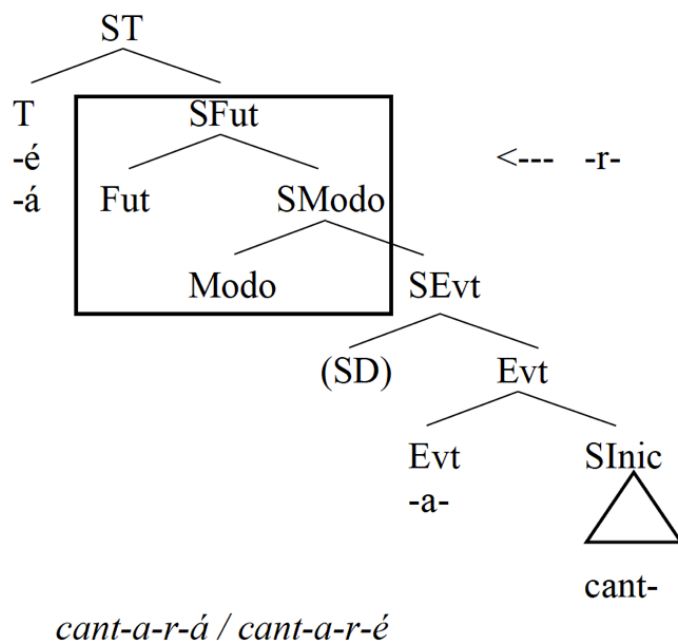 ST
T SFut
-é <--- -r-
-á Fut SModo
Modo SEvt
(SD) Evt
Evt SInic
-a-
cant-
cant-a-r-á / cant-a-r-é